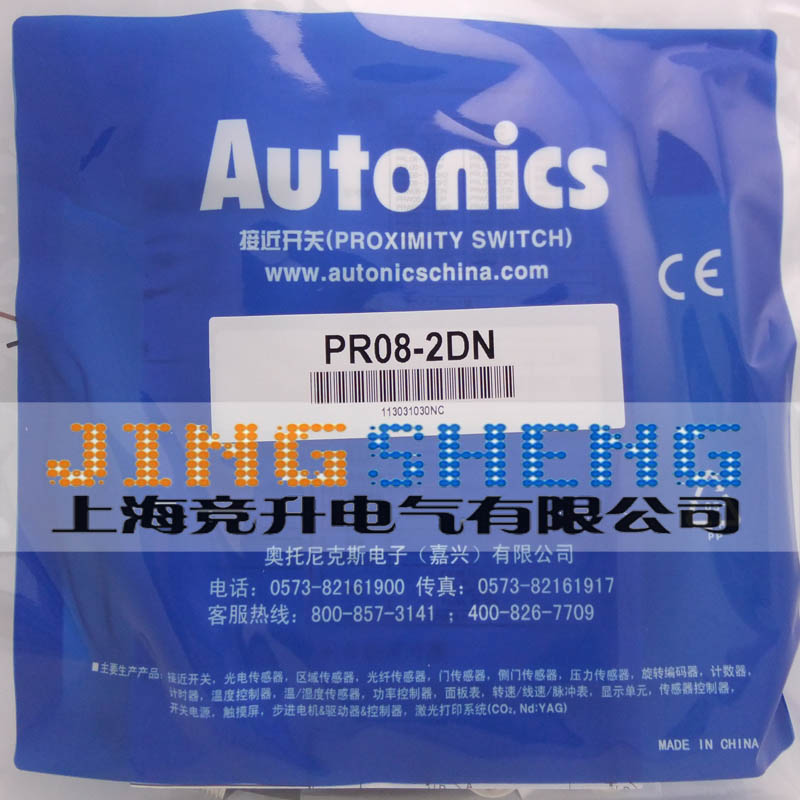 Autonics
接近开关(PROXIMITY SWITCH)
www.autonicschina.com
CE
PR08-2DN
113031030NC
JINGSHENG
上海竞升电气有限公司
奥托尼克斯电子（嘉兴）有限公司
电话：0573-82161900 传真：0573-82161917
客服热线：800-857-3141 ；400-826-7709
■主要生产产品：接近开关，光电传感器，区域传感器，光纤传感器，门传感器，侧门传感器，压力传感器，旋转编码器，计数器，
计时器，温度控制器，温/湿度传感器，功率控制器，面板表，转速/线速/脉冲表，显示单元，传感器控制器，
开关电源，触摸屏，步进电机&驱动器&控制器，激光打印系统(CO₂, Nd:YAG)
MADE IN CHINA